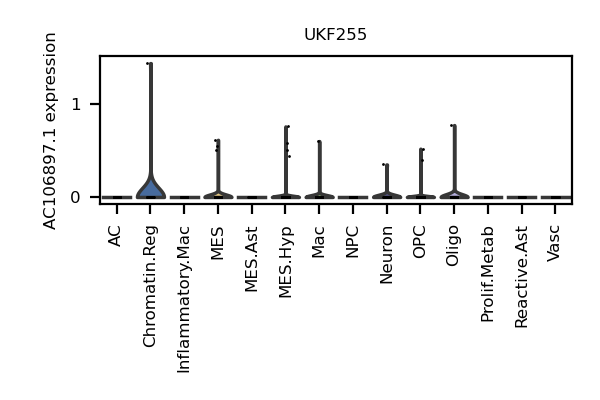 UKF255
AC106897.1 expression
1
0
AC
Chromatin.Reg
Inflammatory.Mac
MES
MES.Ast
MES.Hyp
Mac
NPC
Neuron
OPC
Oligo
Prolif.Metab
Reactive.Ast
Vasc